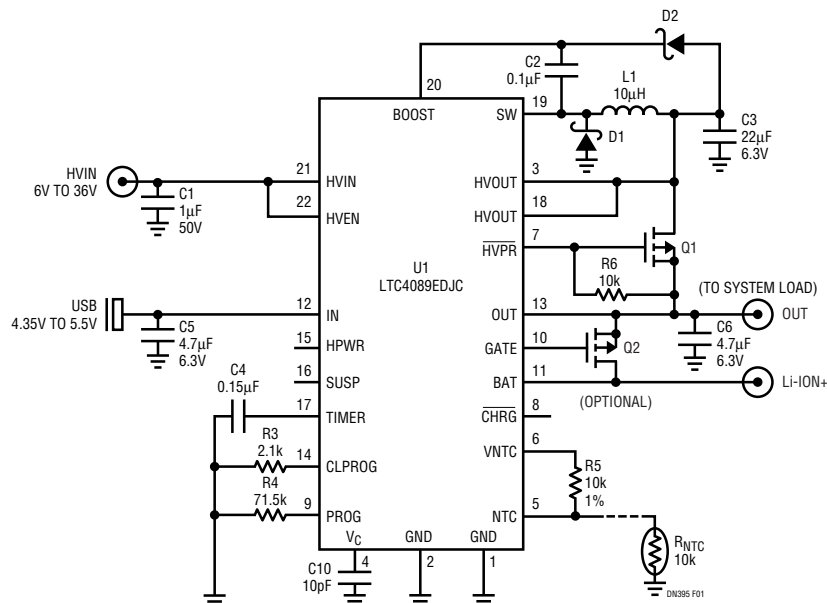 D2
C2
0.1µF
L1
10µH
20
BOOST
19
SW
D1
C3
22µF
6.3V
HVIN
6V TO 36V
C1
1µF
50V
21
HVIN
22
HVEN
3
HVOUT
18
HVOUT
7
HVPR
Q1
R6
10k
U1
LTC4089EDJC
USB
4.35V TO 5.5V
C5
4.7µF
6.3V
12
IN
15
HPWR
16
SUSP
13
OUT
(TO SYSTEM LOAD)
OUT
C6
4.7µF
6.3V
10
GATE
Q2
11
BAT
(OPTIONAL)
Li-ION+
C4
0.15µF
17
TIMER
8
CHRG
R3
2.1k
14
CLPROG
6
VNTC
R5
10k
1%
R4
71.5k
9
PROG
5
NTC
RNTC
10k
VC
GND
GND
4
2
1
C10
10pF
DN395 F01